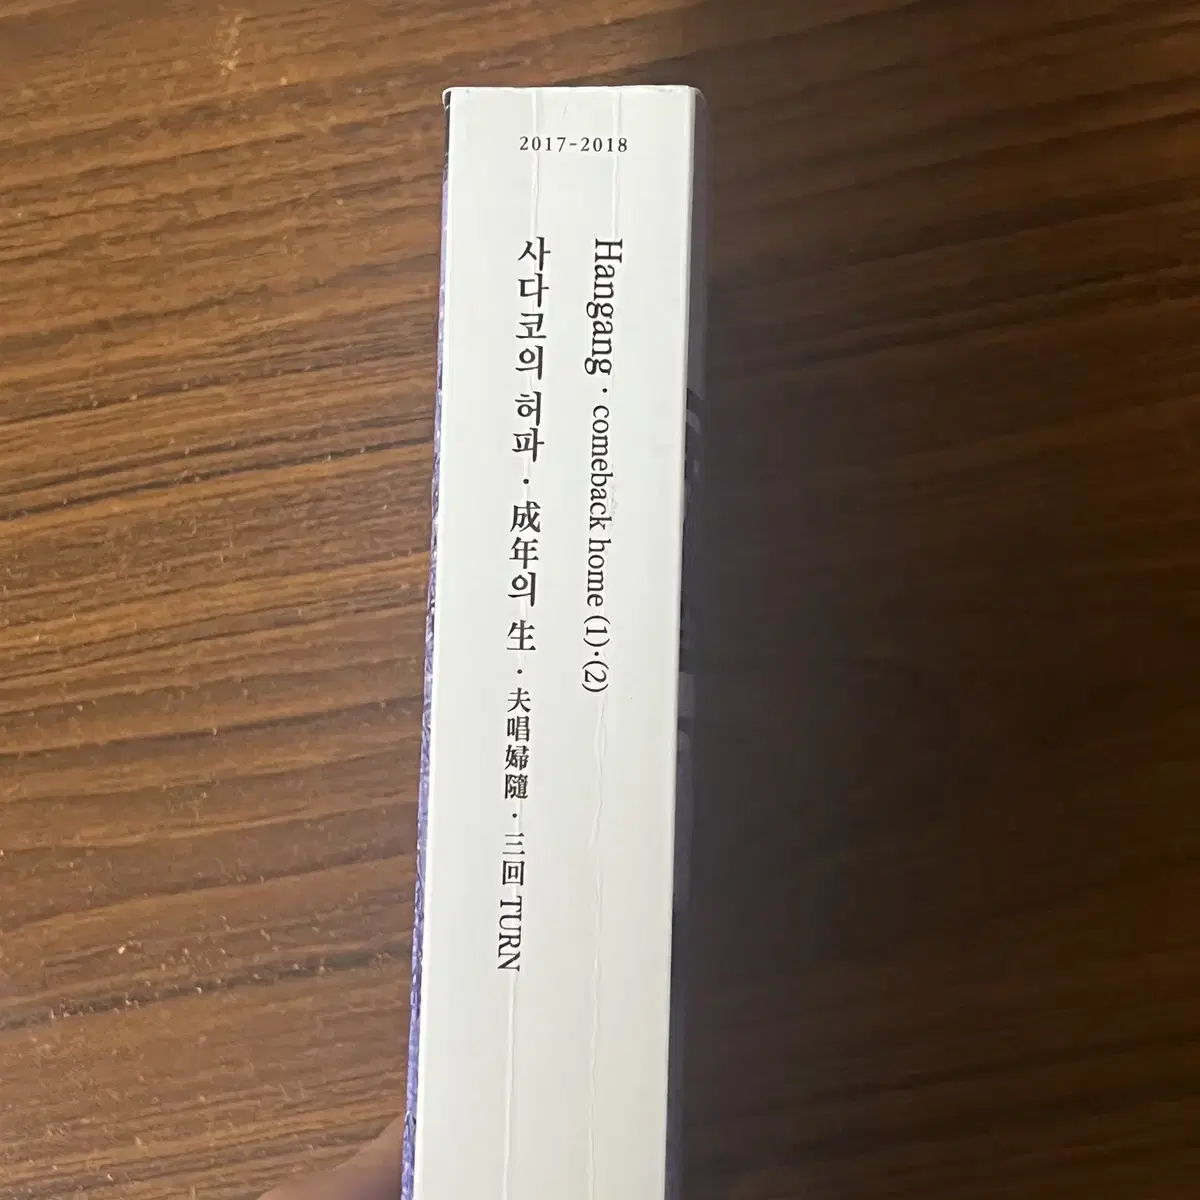 2017-2018
Hangang · comeback home (1)·(2)
사다코의 허파 · 成年의 生 · 夫唱婦隨 · 三回 TURN